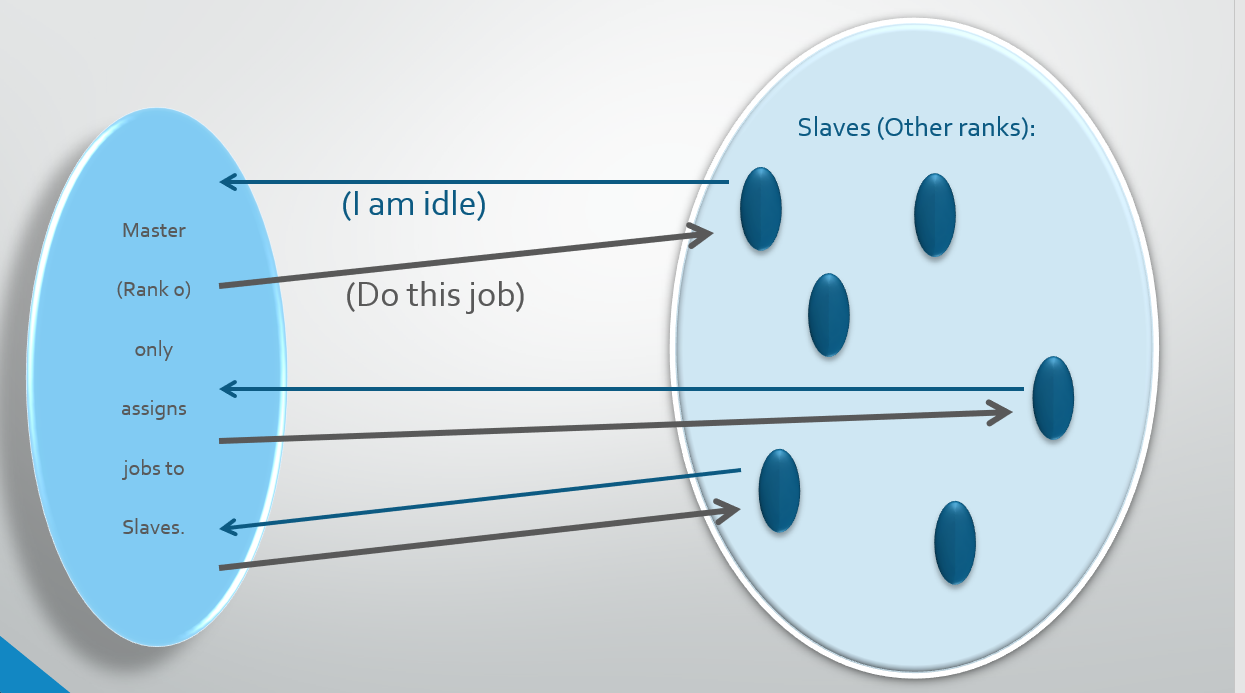 Slaves (Other ranks):
(I am idle)
Master
(Rank 0)
(Do this job)
only
assigns
jobs to
Slaves.